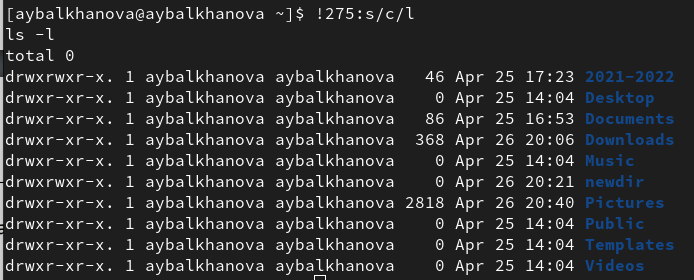 [aybalkhanova@aybalkhanova ~]$ !275:s/c/l
ls -l
total 0
drwxrwxr-x. 1 aybalkhanova aybalkhanova   46 Apr 25 17:23 2021-2022
drwxr-xr-x. 1 aybalkhanova aybalkhanova    0 Apr 25 14:04 Desktop
drwxr-xr-x. 1 aybalkhanova aybalkhanova   86 Apr 25 16:53 Documents
drwxr-xr-x. 1 aybalkhanova aybalkhanova  368 Apr 26 20:06 Downloads
drwxr-xr-x. 1 aybalkhanova aybalkhanova    0 Apr 25 14:04 Music
drwxrwxr-x. 1 aybalkhanova aybalkhanova    0 Apr 26 20:21 newdir
drwxr-xr-x. 1 aybalkhanova aybalkhanova 2818 Apr 26 20:40 Pictures
drwxr-xr-x. 1 aybalkhanova aybalkhanova    0 Apr 25 14:04 Public
drwxr-xr-x. 1 aybalkhanova aybalkhanova    0 Apr 25 14:04 Templates
drwxr-xr-x. 1 aybalkhanova aybalkhanova    0 Apr 25 14:04 Videos